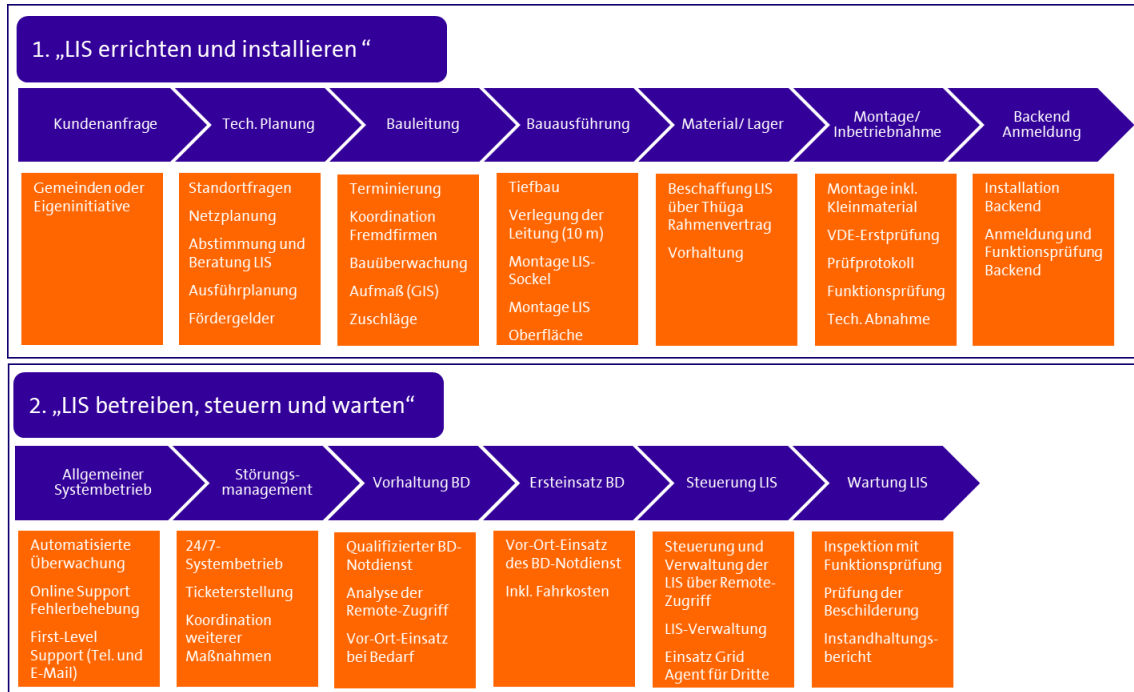 1. „LIS errichten und installieren “
Kundenanfrage
Tech. Planung
Bauleitung
Bauausführung
Material/ Lager
Montage/
Inbetriebnahme
Backend
Anmeldung
Gemeinden oder
Eigeninitiative
Standortfragen
Netzplanung
Abstimmung und
Beratung LIS
Ausführplanung
Fördergelder
Terminierung
Koordination
Fremdfirmen
Bauüberwachung
Aufmaß (GIS)
Zuschläge
Tiefbau
Verlegung der
Leitung (10 m)
Montage LIS-
Sockel
Montage LIS
Oberfläche
Beschaffung LIS
über Thüga
Rahmenvertrag
Vorhaltung
Montage inkl.
Kleinmaterial
VDE-Erstprüfung
Prüfprotokoll
Funktionsprüfung
Tech. Abnahme
Installation
Backend
Anmeldung und
Funktionsprüfung
Backend
2. „LIS betreiben, steuern und warten“
Allgemeiner
Systembetrieb
Störungs-
management
Vorhaltung BD
Ersteinsatz BD
Steuerung LIS
Wartung LIS
Automatisierte
Überwachung
Online Support
Fehlerbehebung
First-Level
Support (Tel. und
E-Mail)
24/7-
Systembetrieb
Ticketerstellung
Koordination
weiterer
Maßnahmen
Qualifizierter BD-
Notdienst
Analyse der
Remote-Zugriff
Vor-Ort-Einsatz
bei Bedarf
Vor-Ort-Einsatz
des BD-Notdienst
Inkl. Fahrkosten
Steuerung und
Verwaltung der
LIS über Remote-
Zugriff
LIS-Verwaltung
Einsatz Grid
Agent für Dritte
Inspektion mit
Funktionsprüfung
Prüfung der
Beschilderung
Instandhaltungs-
bericht